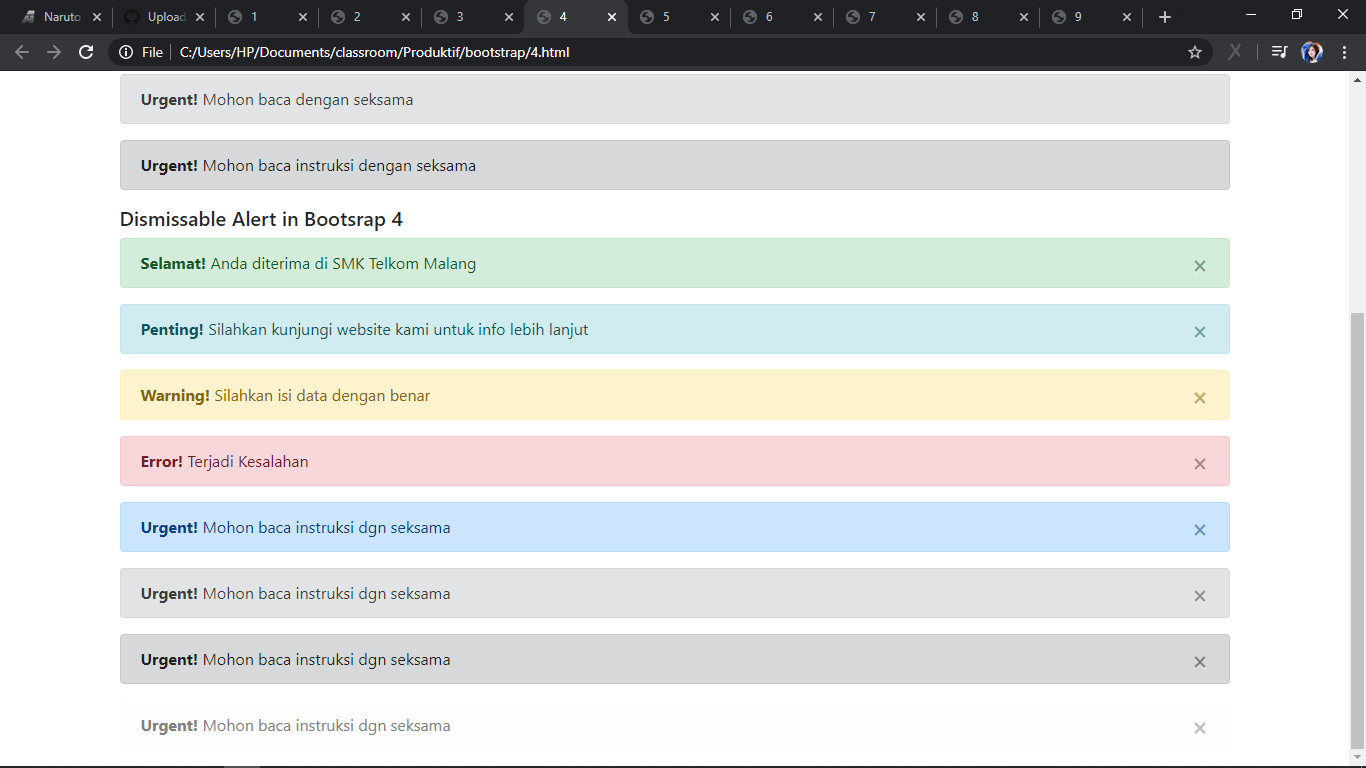 Naruto
Upload
1
2
3
4
5
6
7
8
9
File
C:/Users/HP/Documents/classroom/Produktif/bootstrap/4.html
Urgent! Mohon baca dengan seksama
Urgent! Mohon baca instruksi dengan seksama
Dismissable Alert in Bootsrap 4
Selamat! Anda diterima di SMK Telkom Malang ×
Penting! Silahkan kunjungi website kami untuk info lebih lanjut ×
Warning! Silahkan isi data dengan benar ×
Error! Terjadi Kesalahan ×
Urgent! Mohon baca instruksi dgn seksama ×
Urgent! Mohon baca instruksi dgn seksama ×
Urgent! Mohon baca instruksi dgn seksama ×
Urgent! Mohon baca instruksi dgn seksama ×